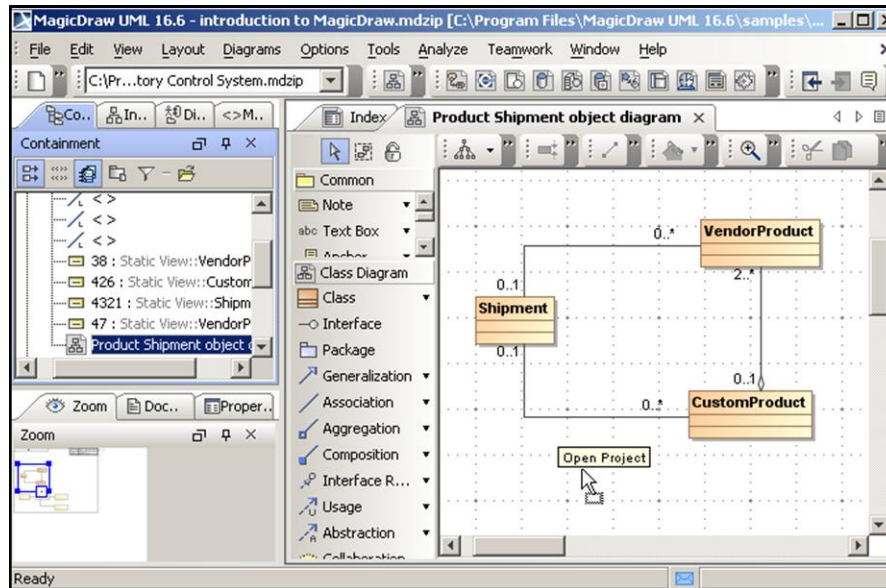 MagicDraw UML 16.6 - introduction to MagicDraw.mdzip [C:\Program Files\MagicDraw UML 16.6\samples\...
File Edit View Layout Diagrams Options Tools Analyze Teamwork Window Help
C:\Pr...tory Control System.mdzip
Co.. In.. Di.. <>M..
Index Product Shipment object diagram
Containment
Common
Note
abc Text Box
Anchor
Class Diagram
Class
Interface
Package
Generalization
Association
Aggregation
Composition
Interface R...
Usage
Abstraction
Collaboration
< >
< >
< >
38 : Static View::VendorP
426 : Static View::Custom
4321 : Static View::Shipm
47 : Static View::VendorP
Product Shipment object
Zoom Doc.. Proper..
Zoom
0..*
VendorProduct
2..*
0..1
Shipment
0..1
0..1
0..*
CustomProduct
Open Project
Ready